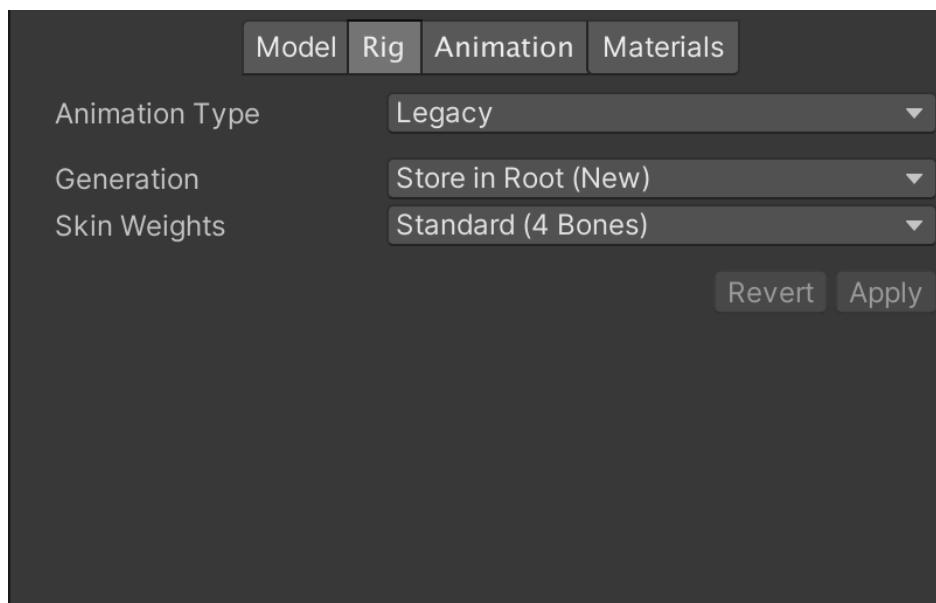 Model Rig Animation Materials
Animation Type Legacy
Generation Store in Root (New)
Skin Weights Standard (4 Bones)
Revert Apply